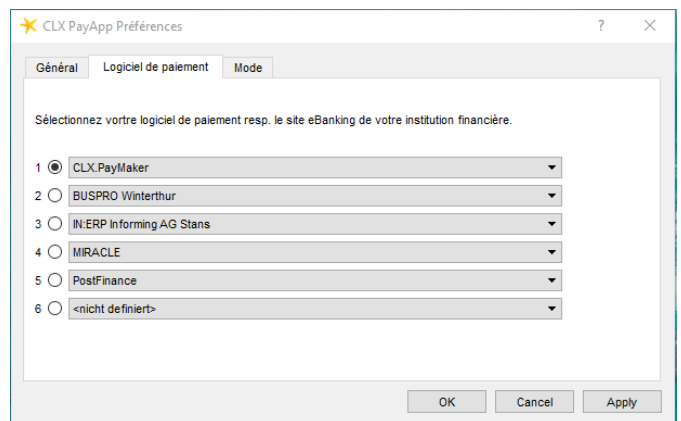 CLX PayApp Préférences
Général Logiciel de paiement Mode
Sélectionnez vortre logiciel de paiement resp. le site eBanking de votre institution financière.
1 CLX.PayMaker
2 BUSPRO Winterthur
3 IN:ERP Informing AG Stans
4 MIRACLE
5 PostFinance
6 <nicht definiert>
OK Cancel Apply